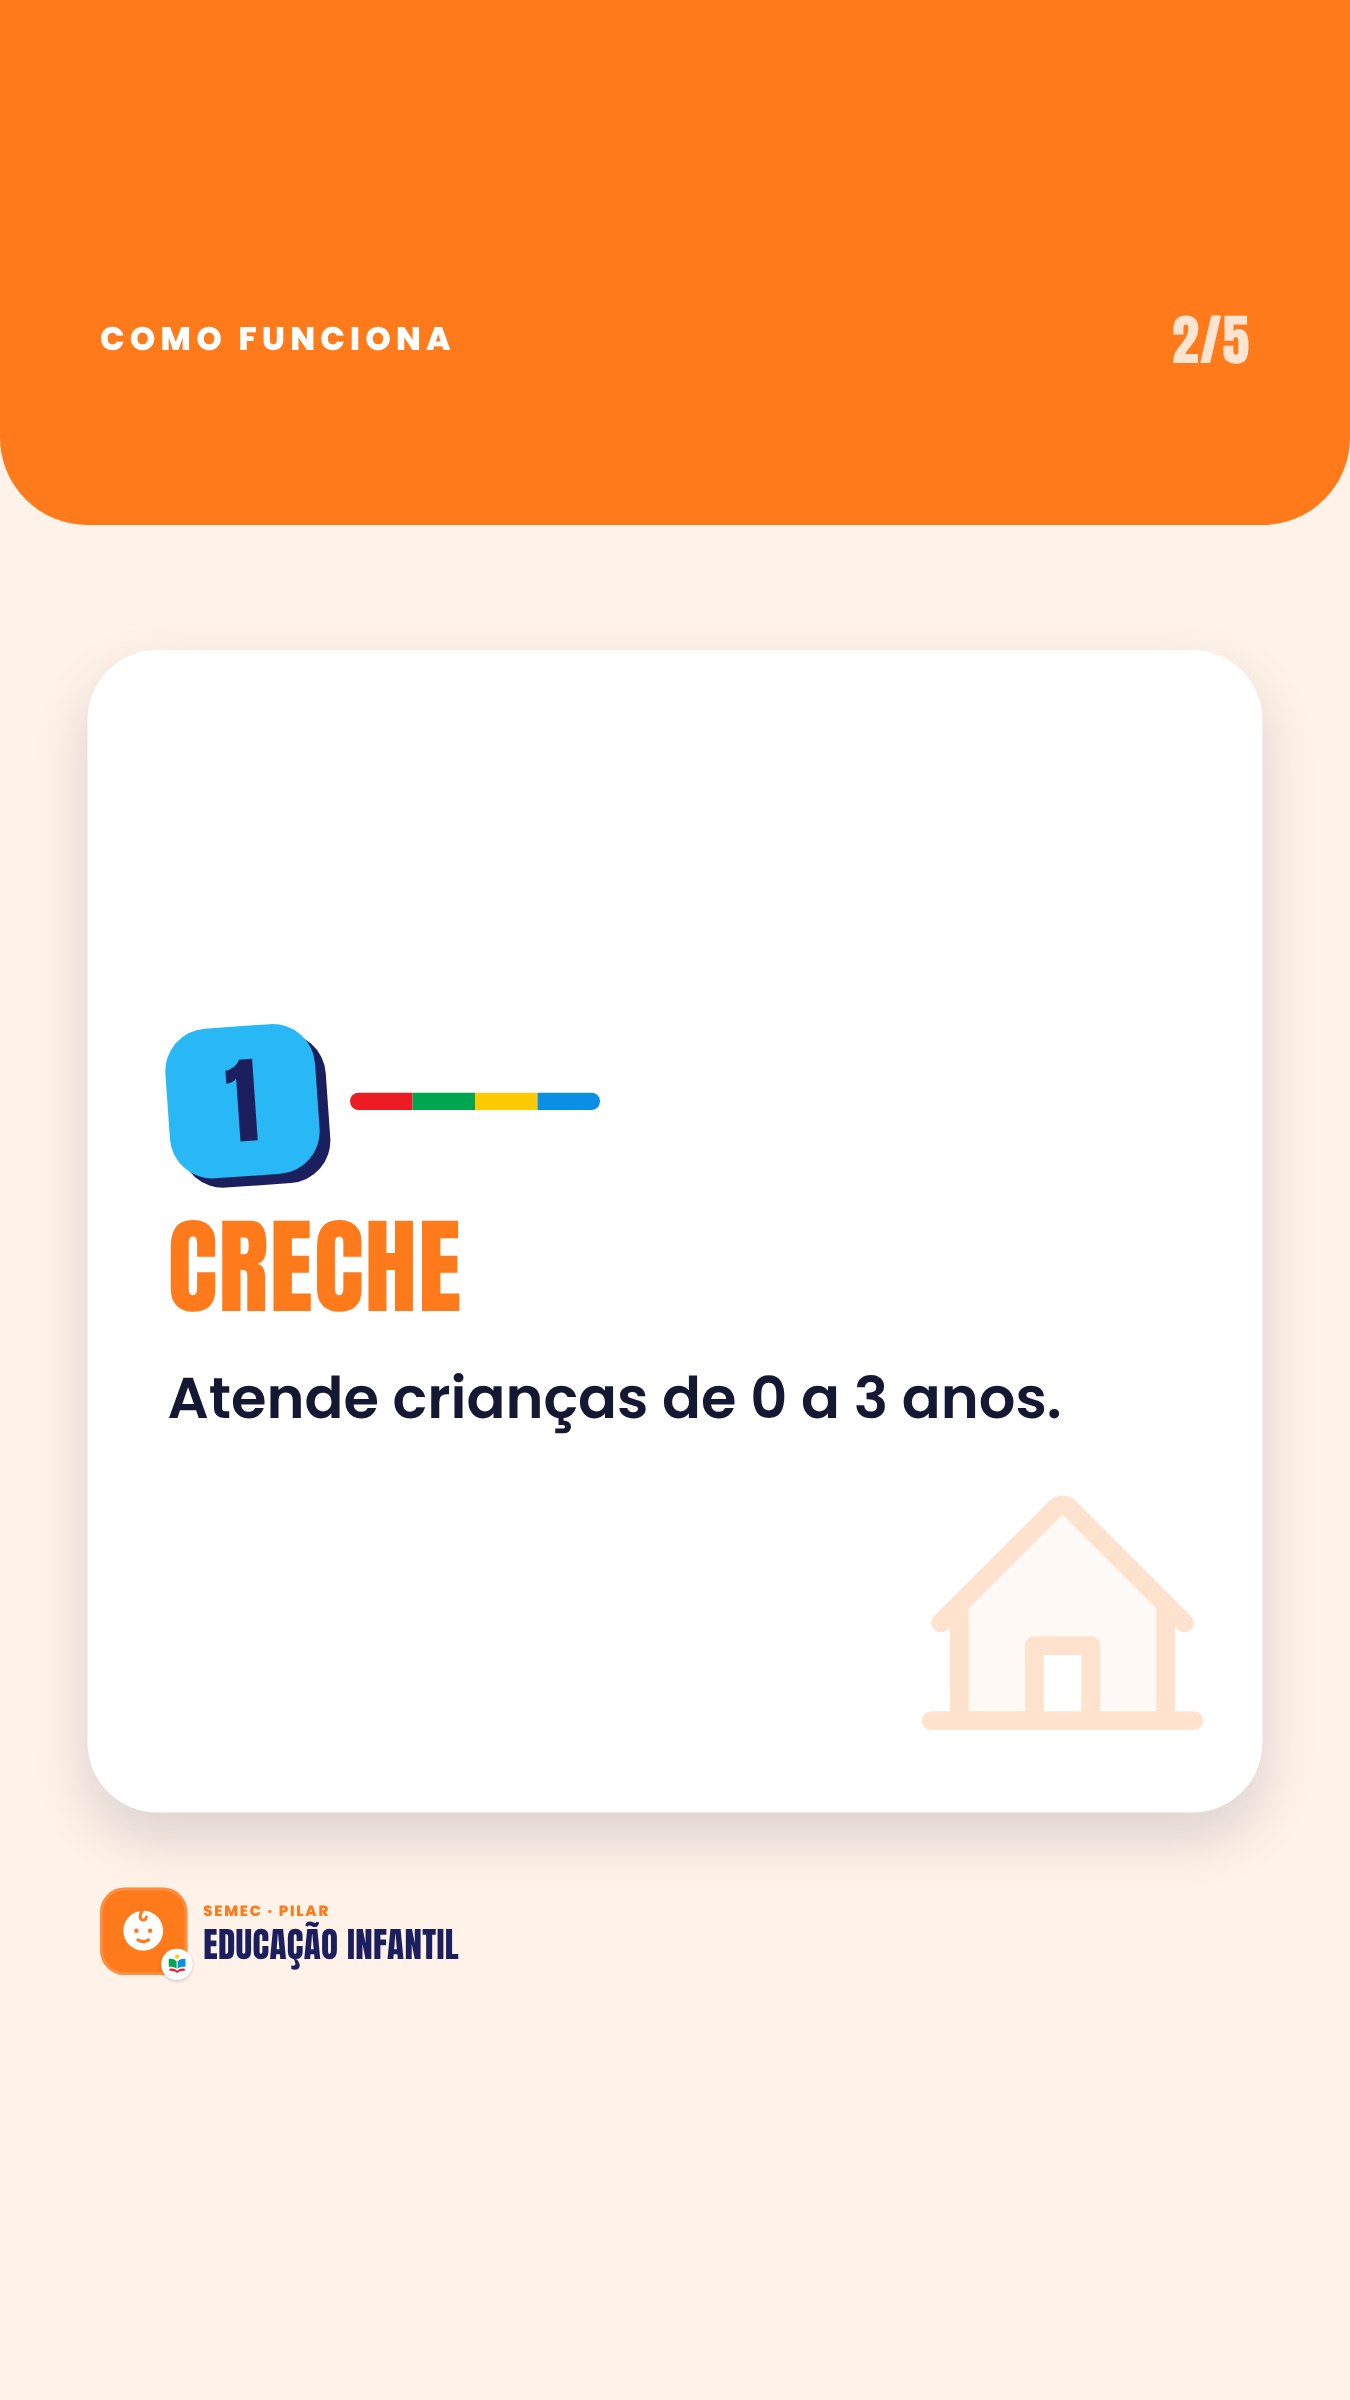 COMO FUNCIONA
2/5
1
CRECHE
Atende crianças de 0 a 3 anos.
SEMEC · PILAR
EDUCAÇÃO INFANTIL